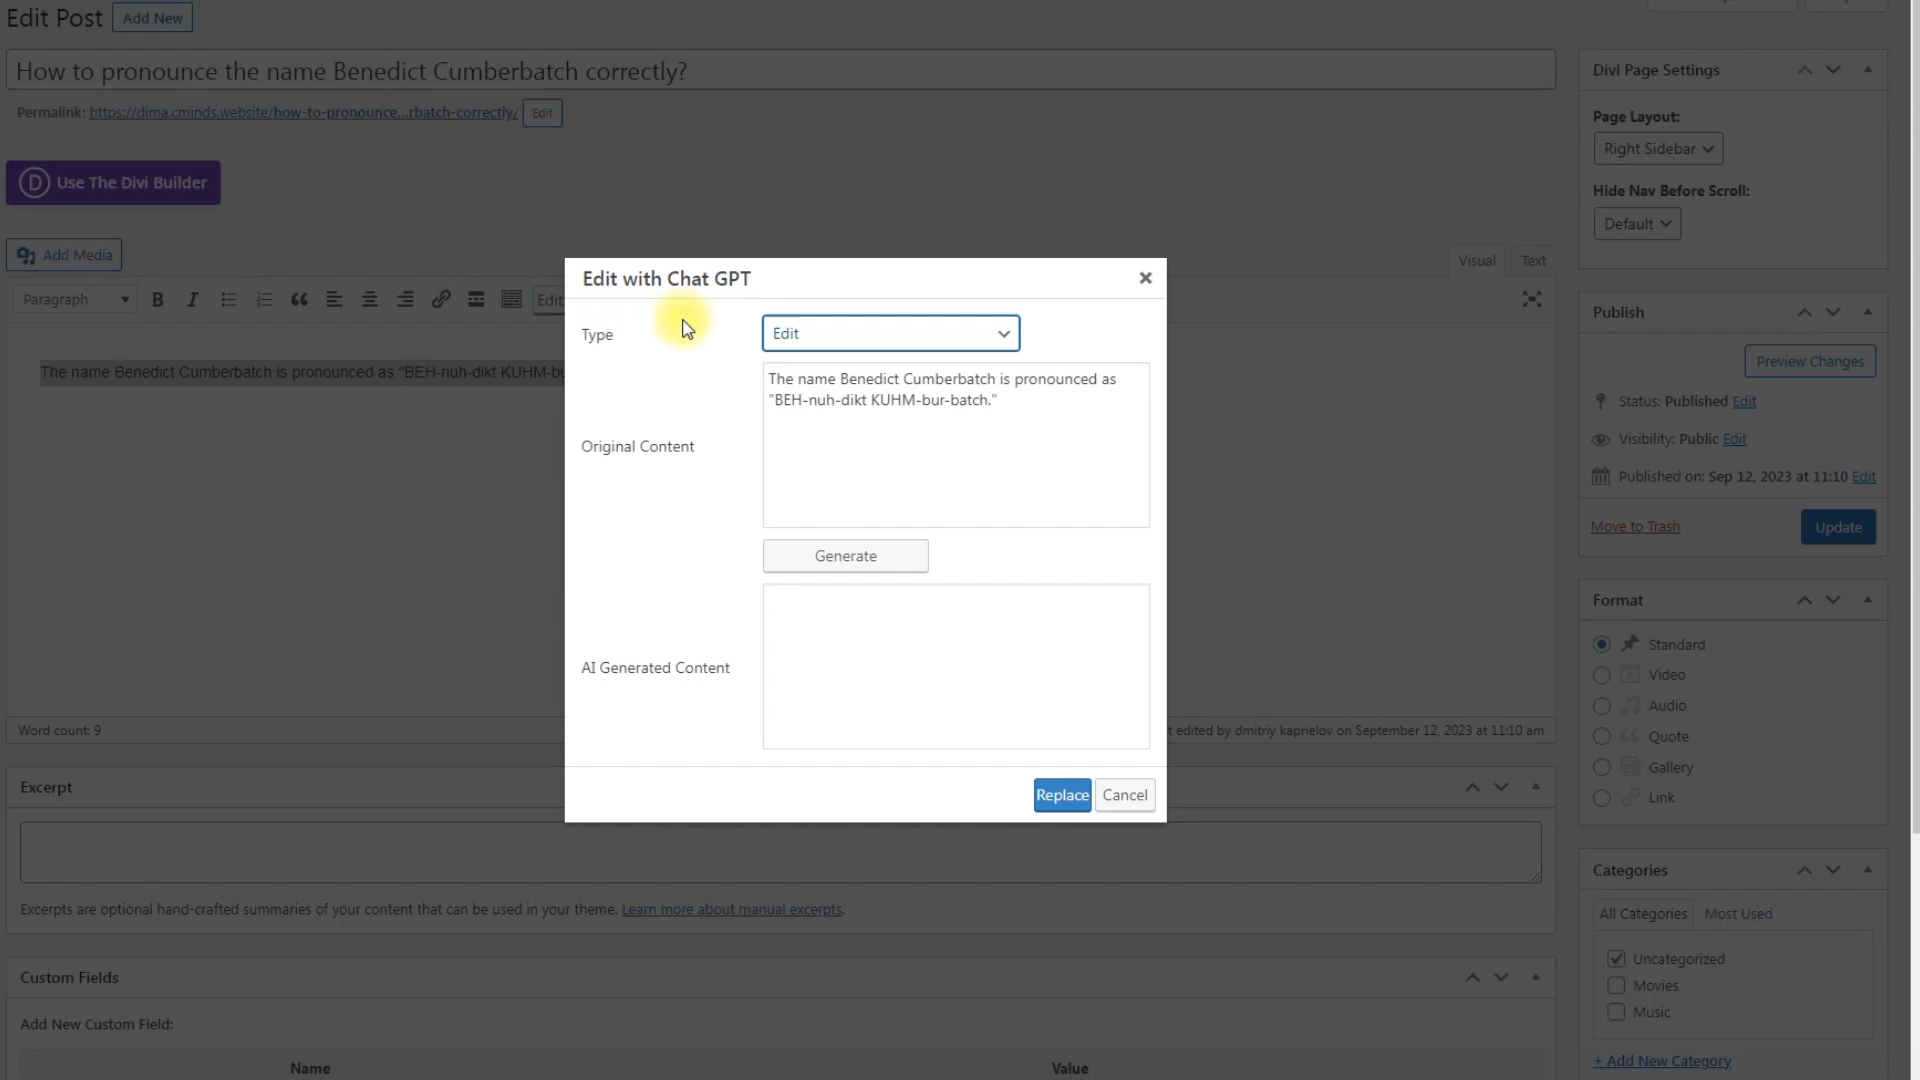 Edit Post
Add New
How to pronounce the name Benedict Cumberbatch correctly?
Permalink: https://dima.cminds.website/how-to-pronounce...rbatch-correctly/ Edit
D Use The Divi Builder
Add Media
Visual Text
Paragraph B I Edit
The name Benedict Cumberbatch is pronounced as "BEH-nuh-dikt KUHM-bu
Word count: 9
t edited by dmitriy kaprielov on September 12, 2023 at 11:10 am
Edit with Chat GPT
Type
Edit
Original Content
The name Benedict Cumberbatch is pronounced as
"BEH-nuh-dikt KUHM-bur-batch."
Generate
AI Generated Content
Replace Cancel
Excerpt
Excerpts are optional hand-crafted summaries of your content that can be used in your theme. Learn more about manual excerpts.
Custom Fields
Add New Custom Field:
Name Value
Divi Page Settings
Page Layout:
Right Sidebar
Hide Nav Before Scroll:
Default
Publish
Preview Changes
Status: Published Edit
Visibility: Public Edit
Published on: Sep 12, 2023 at 11:10 Edit
Move to Trash
Update
Format
Standard
Video
Audio
Quote
Gallery
Link
Categories
All Categories Most Used
Uncategorized
Movies
Music
+ Add New Category